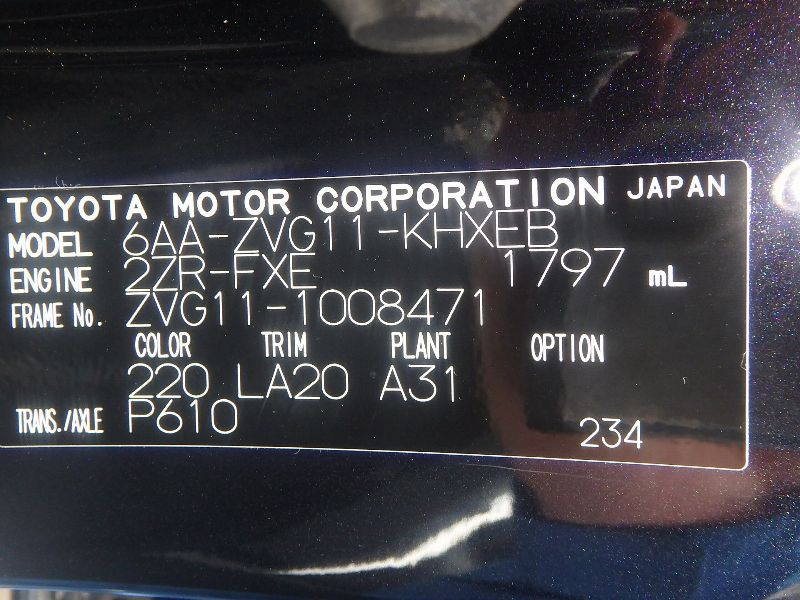 TOYOTA MOTOR CORPORATION JAPAN
MODEL 6AA-ZVG11-KHXEB
ENGINE 2ZR-FXE 1797 mL
FRAME No. ZVG11-1008471
COLOR TRIM PLANT OPTION
220 LA20 A31
TRANS./AXLE P610 234